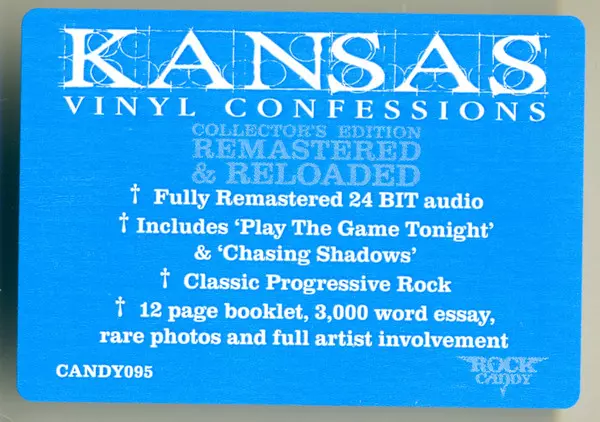 KANSAS
VINYL CONFESSIONS
COLLECTOR'S EDITION
REMASTERED
& RELOADED
† Fully Remastered 24 BIT audio
† Includes 'Play The Game Tonight'
& 'Chasing Shadows'
† Classic Progressive Rock
† 12 page booklet, 3,000 word essay,
rare photos and full artist involvement
CANDY095
ROCK
CANDY